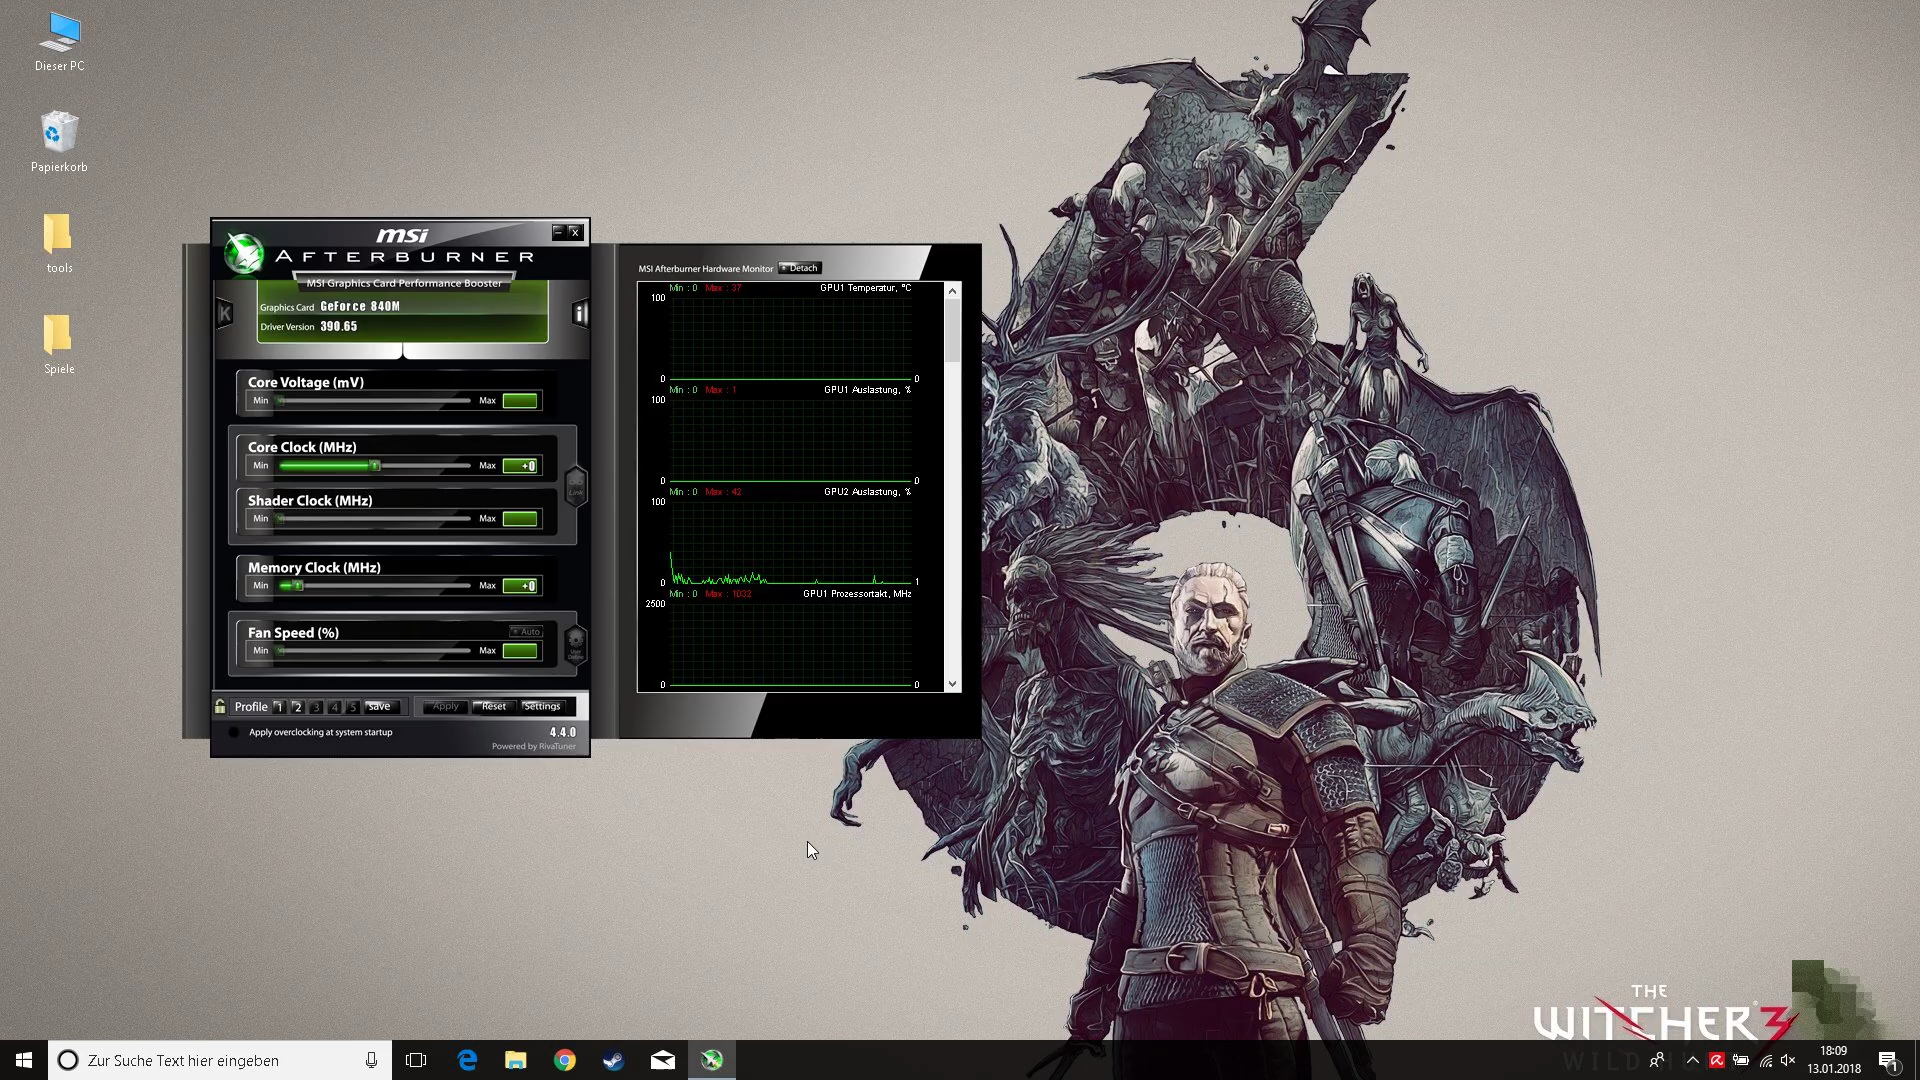 Dieser PC
Papierkorb
tools
Spiele
msi
AFTERBURNER
MSI Graphics Card Performance Booster
K
i
Graphics Card GeForce 840M
Driver Version 390.65
Core Voltage (mV)
Min Max
Core Clock (MHz)
Min Max +0
Link
Shader Clock (MHz)
Min Max
Memory Clock (MHz)
Min Max +0
Fan Speed (%)
Auto
Min Max
User Define
Profile 1 2 3 4 5 save Apply Reset Settings
Apply overclocking at system startup 4.4.0
Powered by RivaTuner
MSI Afterburner Hardware Monitor Detach
Min : 0 Max : 37 GPU1 Temperatur, °C
100
0 0
Min : 0 Max : 1 GPU1 Auslastung, %
100
0 0
Min : 0 Max : 42 GPU2 Auslastung, %
100
0 1
Min : 0 Max : 1032 GPU1 Prozessortakt, MHz
2500
0 0
THE
WITCHER 3
WILD HUNT
Zur Suche Text hier eingeben
18:09
13.01.2018
1